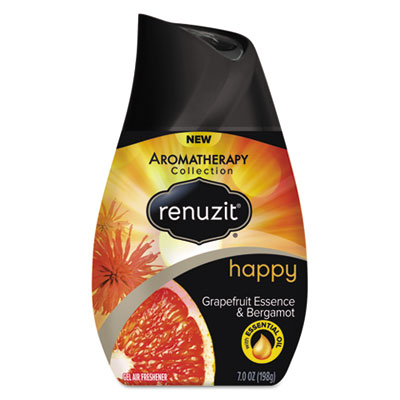 NEW
AROMATHERAPY
Collection
renuzit®
happy
Grapefruit Essence
& Bergamot
with ESSENTIAL OIL
GEL AIR FRESHENER
7.0 OZ (198g)